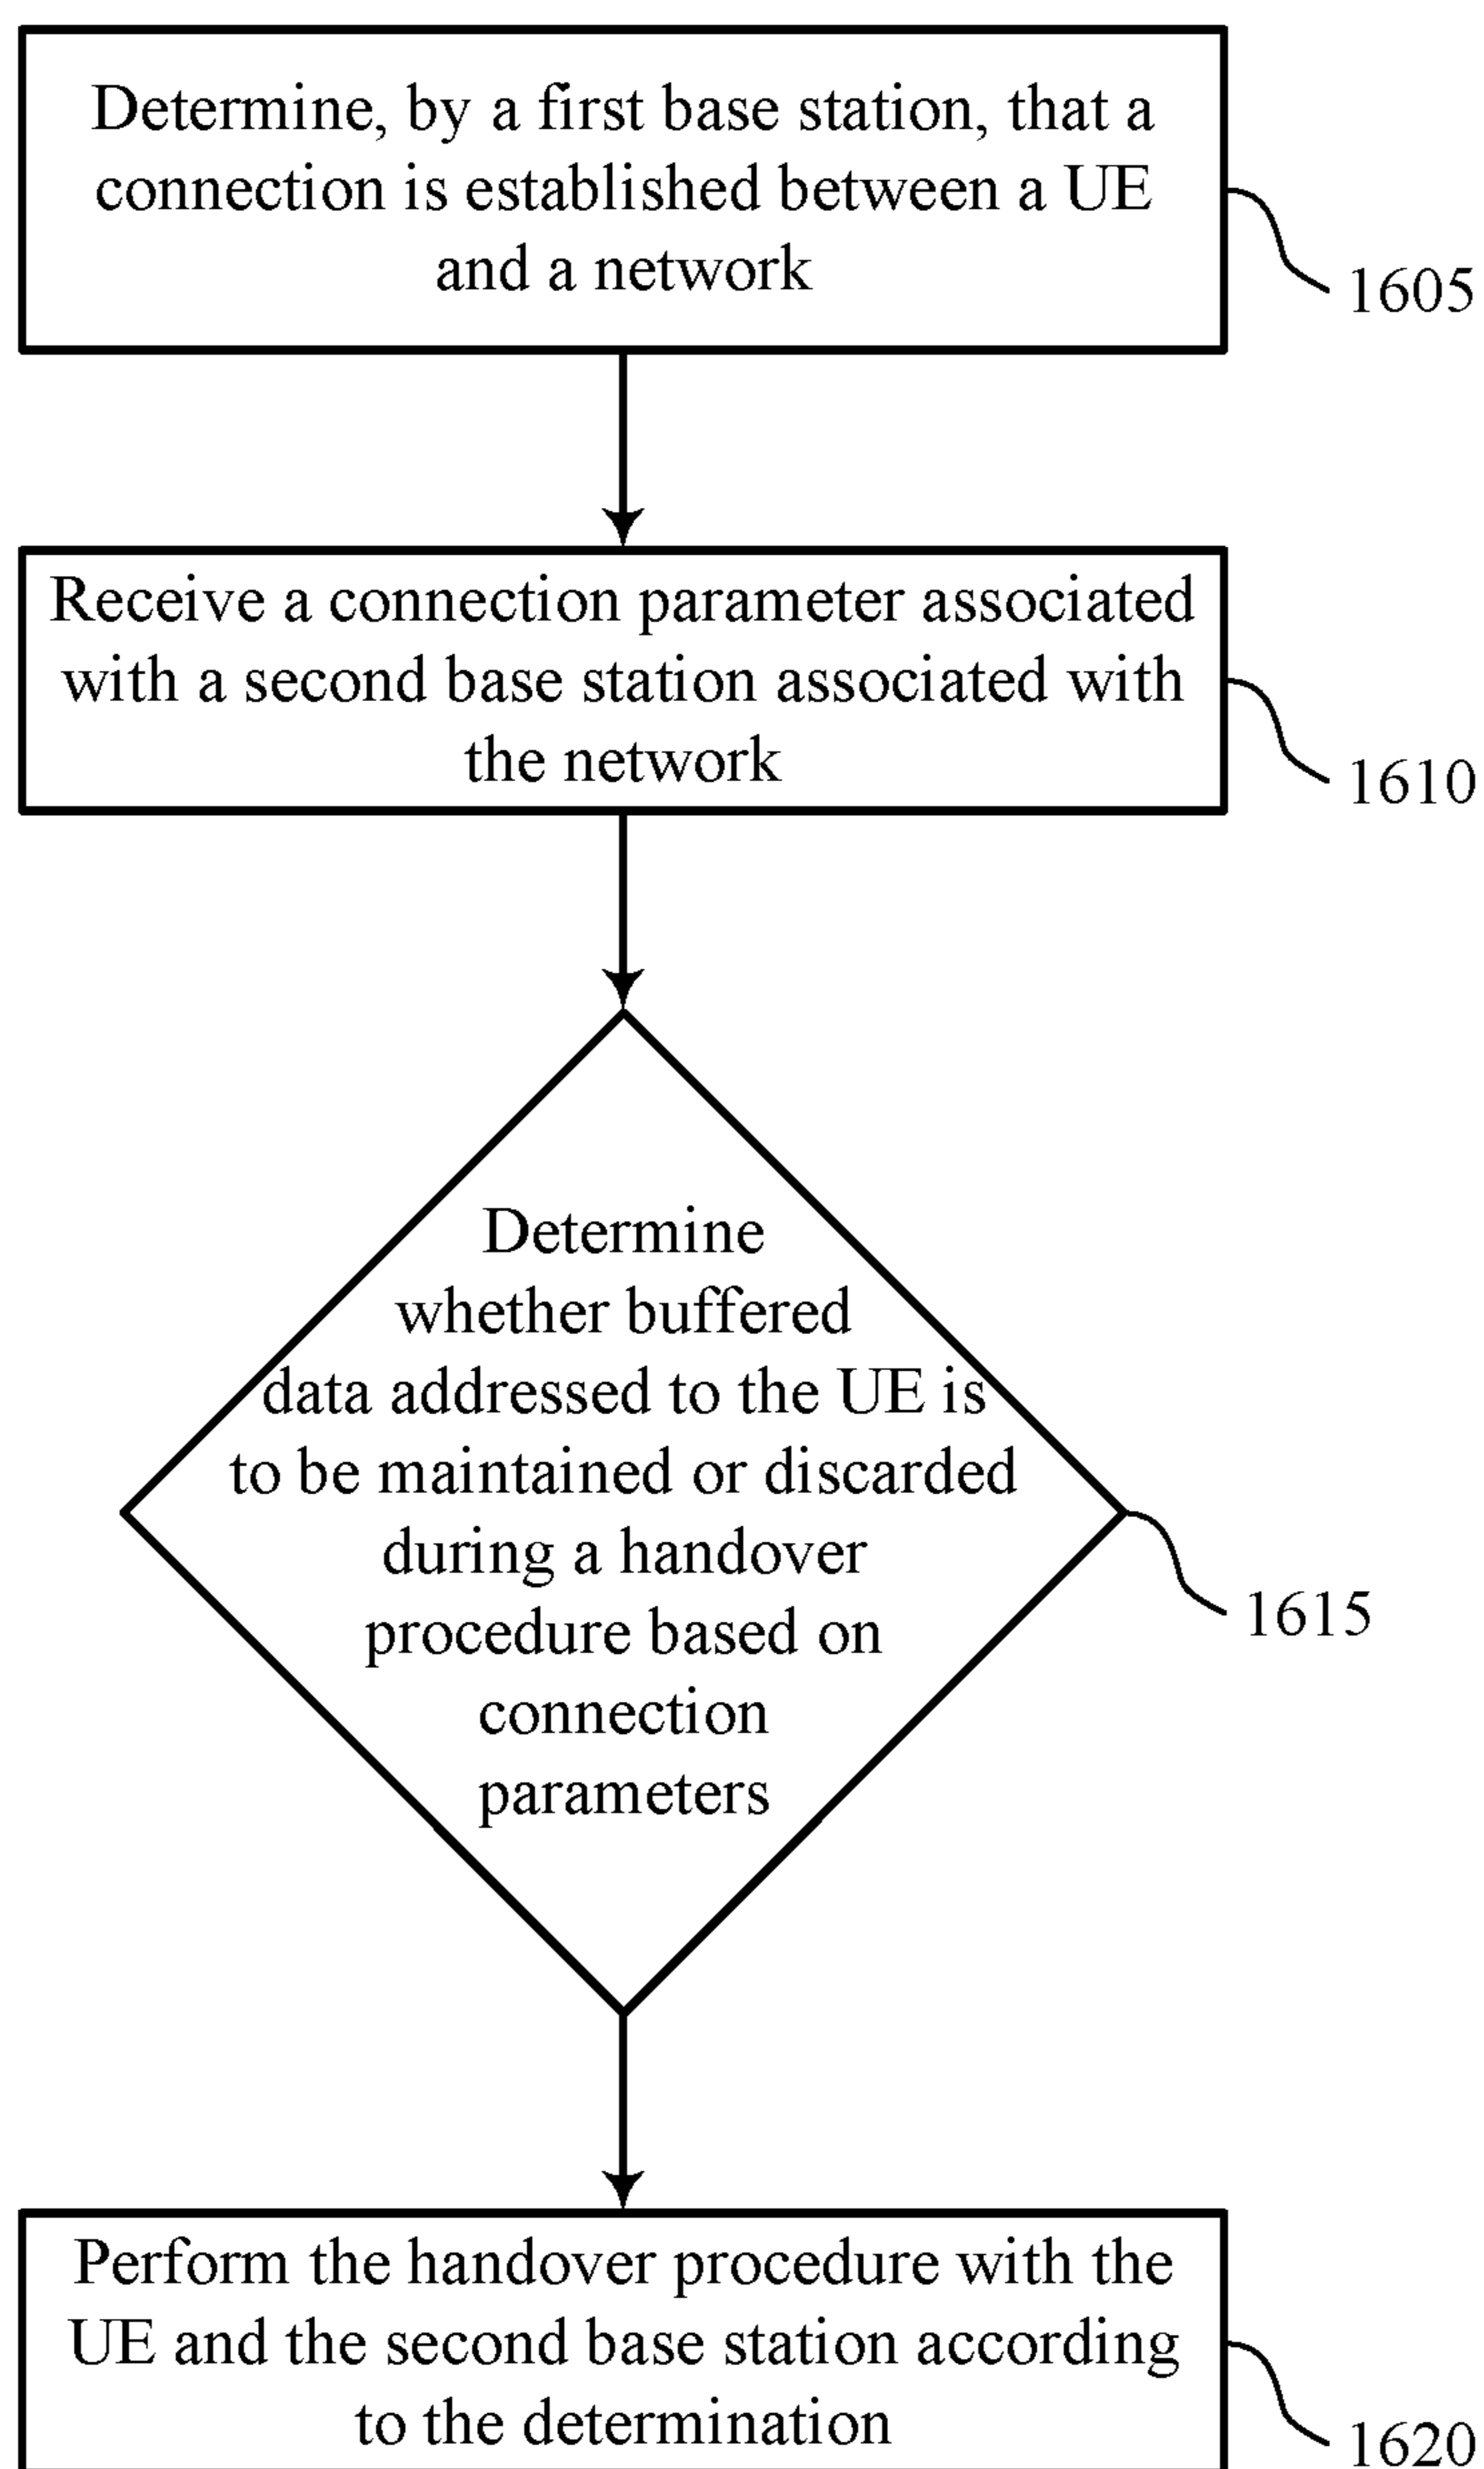 Determine, by a first base station, that a
connection is established between a UE
and a network
1605
Receive a connection parameter associated
with a second base station associated with
the network
1610
Determine
whether buffered
data addressed to the UE is
to be maintained or discarded
during a handover
procedure based on
connection
parameters
1615
Perform the handover procedure with the
UE and the second base station according
to the determination
1620